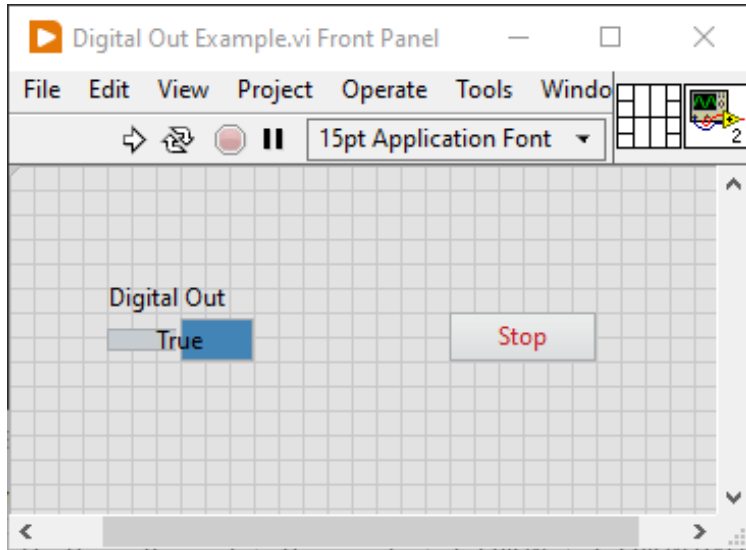 Digital Out Example.vi Front Panel
File Edit View Project Operate Tools Windo
15pt Application Font
2
Digital Out
True
Stop